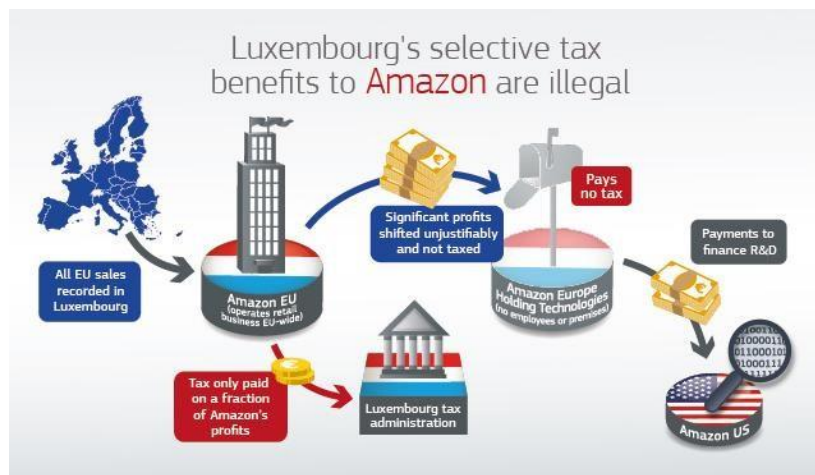 Luxembourg's selective tax
benefits to Amazon are illegal
All EU sales
recorded in
Luxembourg
Amazon EU
(operates retail
business EU-wide)
Significant profits
shifted unjustifiably
and not taxed
Pays
no tax
Amazon Europe
Holding Technologies
(no employees or premises)
Payments to
finance R&D
Tax only paid
on a fraction
of Amazon's
profits
Luxembourg tax
administration
Amazon US